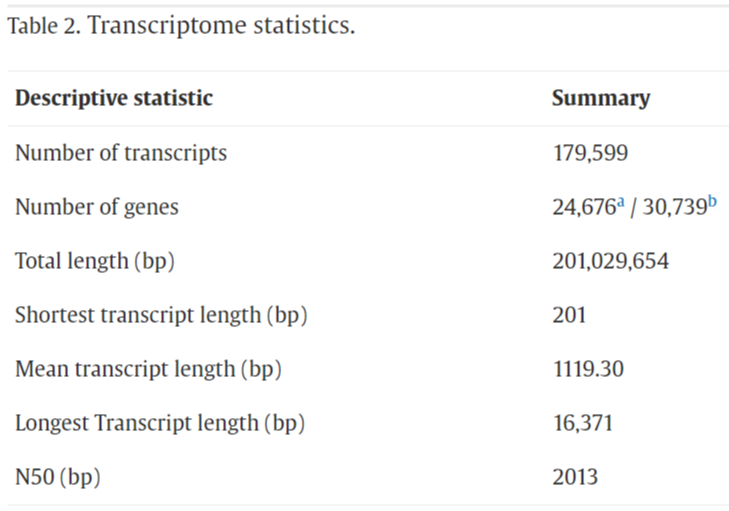 Table 2. Transcriptome statistics.
Descriptive statistic Summary
Number of transcripts 179,599
Number of genes 24,676ᵃ / 30,739ᵇ
Total length (bp) 201,029,654
Shortest transcript length (bp) 201
Mean transcript length (bp) 1119.30
Longest Transcript length (bp) 16,371
N50 (bp) 2013